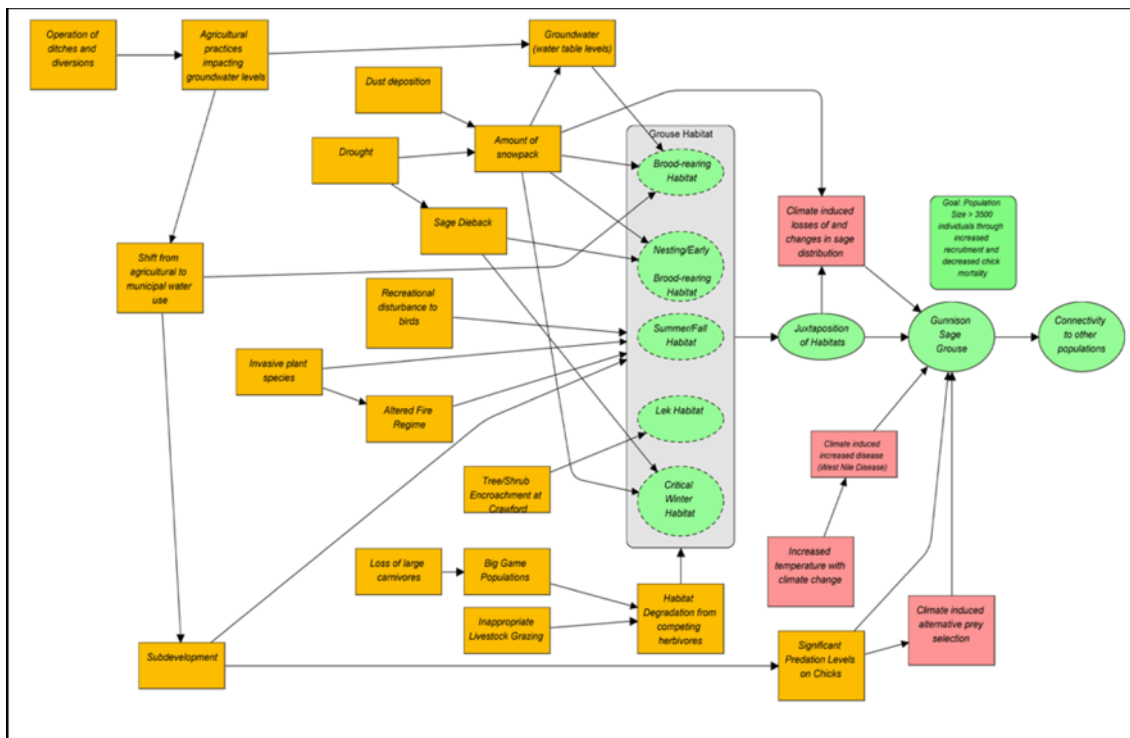 Operation of
ditches and
diversions
Agricultural
practices
impacting
groundwater levels
Groundwater
(water table levels)
Dust deposition
Amount of
snowpack
Drought
Sage Dieback
Shift from
agricultural to
municipal water
use
Recreational
disturbance to
birds
Invasive plant
species
Altered Fire
Regime
Tree/Shrub
Encroachment at
Crawford
Loss of large
carnivores
Big Game
Populations
Inappropriate
Livestock Grazing
Habitat
Degradation from
competing
herbivores
Subdevelopment
Grouse Habitat
Brood-rearing
Habitat
Nesting/Early
Brood-rearing
Habitat
Summer/Fall
Habitat
Lek Habitat
Critical
Winter
Habitat
Climate induced
losses of and
changes in sage
distribution
Goal: Population
Size > 3500
individuals through
increased
recruitment and
decreased chick
mortality
Juxtaposition
of Habitats
Gunnison
Sage
Grouse
Connectivity
to other
populations
Climate induced
increased disease
(West Nile Disease)
Increased
temperature with
climate change
Climate induced
alternative prey
selection
Significant
Predation Levels
on Chicks